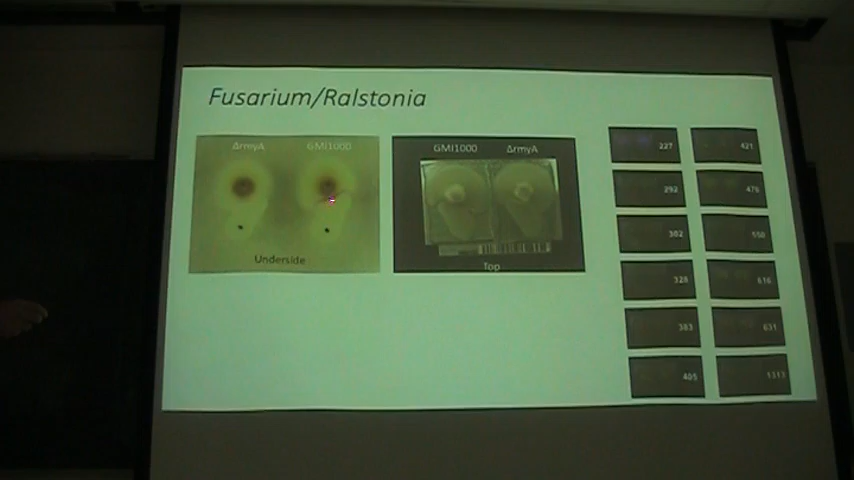 Fusarium/Ralstonia
ΔrmyA GMI1000
GMI1000 ΔrmyA
Underside
Top
227
421
292
476
302
550
328
616
383
631
405
1313